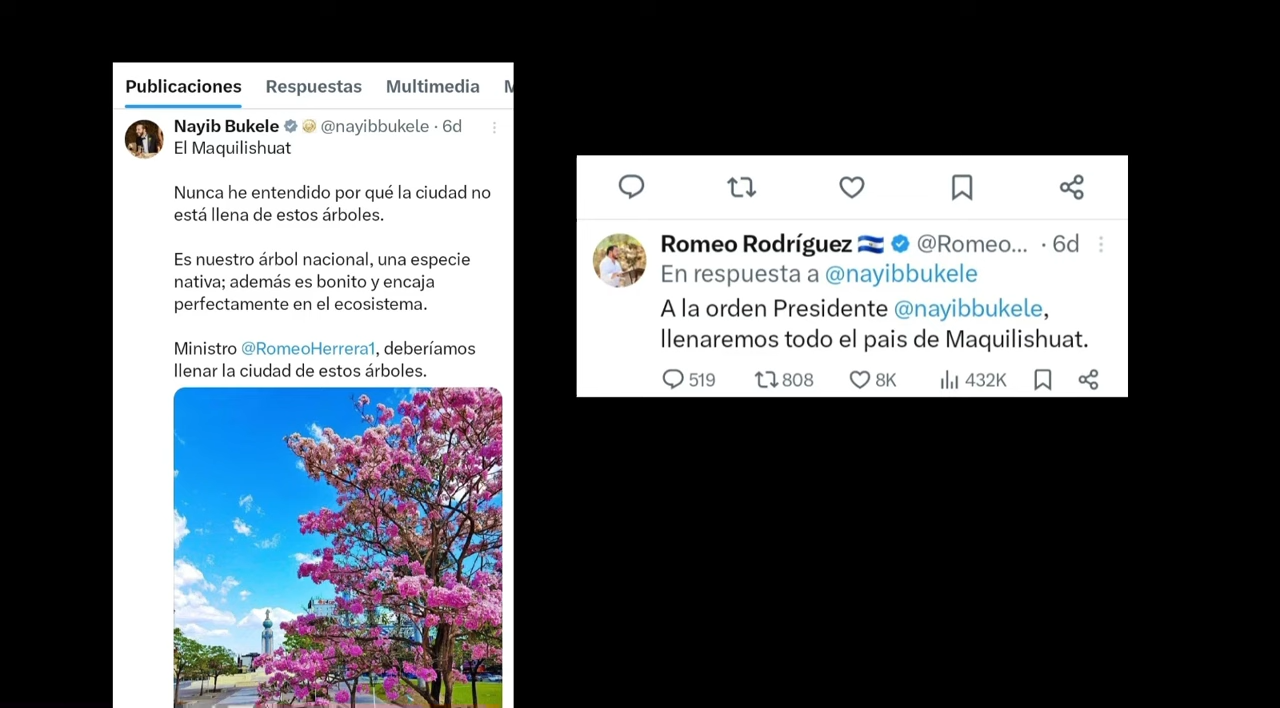 Publicaciones Respuestas Multimedia M
Nayib Bukele @nayibbukele · 6d
El Maquilishuat
Nunca he entendido por qué la ciudad no
está llena de estos árboles.
Es nuestro árbol nacional, una especie
nativa; además es bonito y encaja
perfectamente en el ecosistema.
Ministro @RomeoHerrera1, deberíamos
llenar la ciudad de estos árboles.
Romeo Rodríguez @Romeo... · 6d
En respuesta a @nayibbukele
A la orden Presidente @nayibbukele,
llenaremos todo el pais de Maquilishuat.
519 808 8K 432K